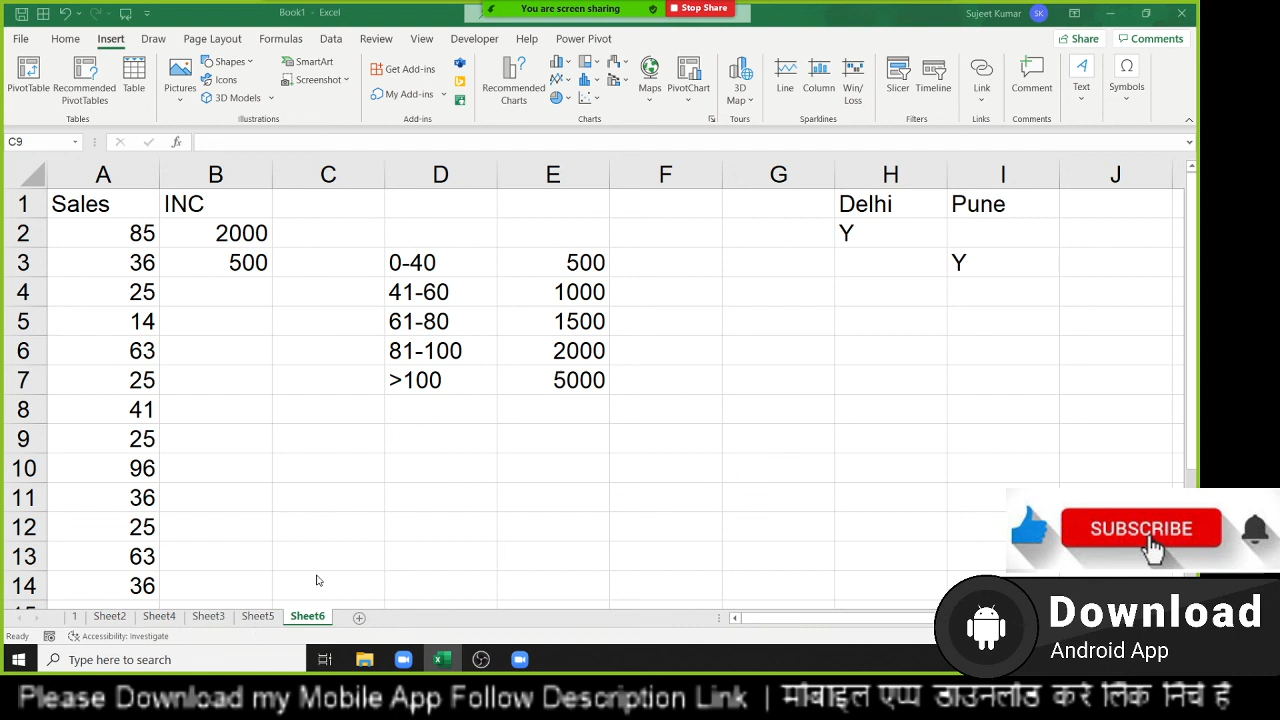 Book1 - Excel
You are screen sharing
Stop Share
Sujeet Kumar
SK
File Home Insert Draw Page Layout Formulas Data Review View Developer Help Power Pivot
Share Comments
PivotTable Recommended PivotTables Table
Tables
Pictures Shapes Icons 3D Models SmartArt Screenshot
Illustrations
Get Add-ins
My Add-ins
Add-ins
Recommended Charts Maps PivotChart
Charts
3D Map
Tours
Line Column Win/Loss
Sparklines
Slicer Timeline
Filters
Link
Links
Comment
Comments
Text
Symbols
C9 fx
A B C D E F G H I J
1 Sales INC Delhi Pune
2 85 2000 Y
3 36 500 0-40 500 Y
4 25 41-60 1000
5 14 61-80 1500
6 63 81-100 2000
7 25 >100 5000
8 41
9 25
10 96
11 36
12 25
13 63
14 36
SUBSCRIBE
1 Sheet2 Sheet4 Sheet3 Sheet5 Sheet6
Ready Accessibility: Investigate
Type here to search
Download
Android App
Please Download my Mobile App Follow Description Link | मोबाइल एप्प डाउनलोड करे लिंक निचे है